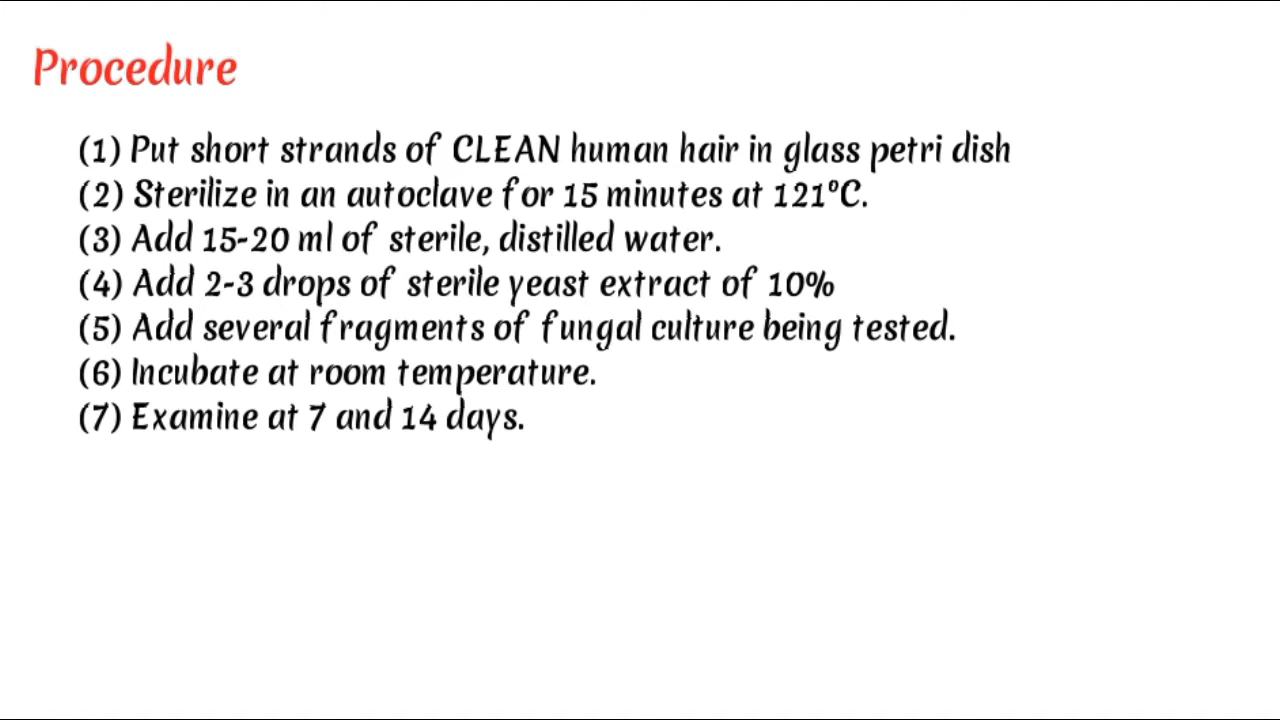 Procedure
(1) Put short strands of CLEAN human hair in glass petri dish
(2) Sterilize in an autoclave for 15 minutes at 121ºC.
(3) Add 15-20 ml of sterile, distilled water.
(4) Add 2-3 drops of sterile yeast extract of 10%
(5) Add several fragments of fungal culture being tested.
(6) Incubate at room temperature.
(7) Examine at 7 and 14 days.